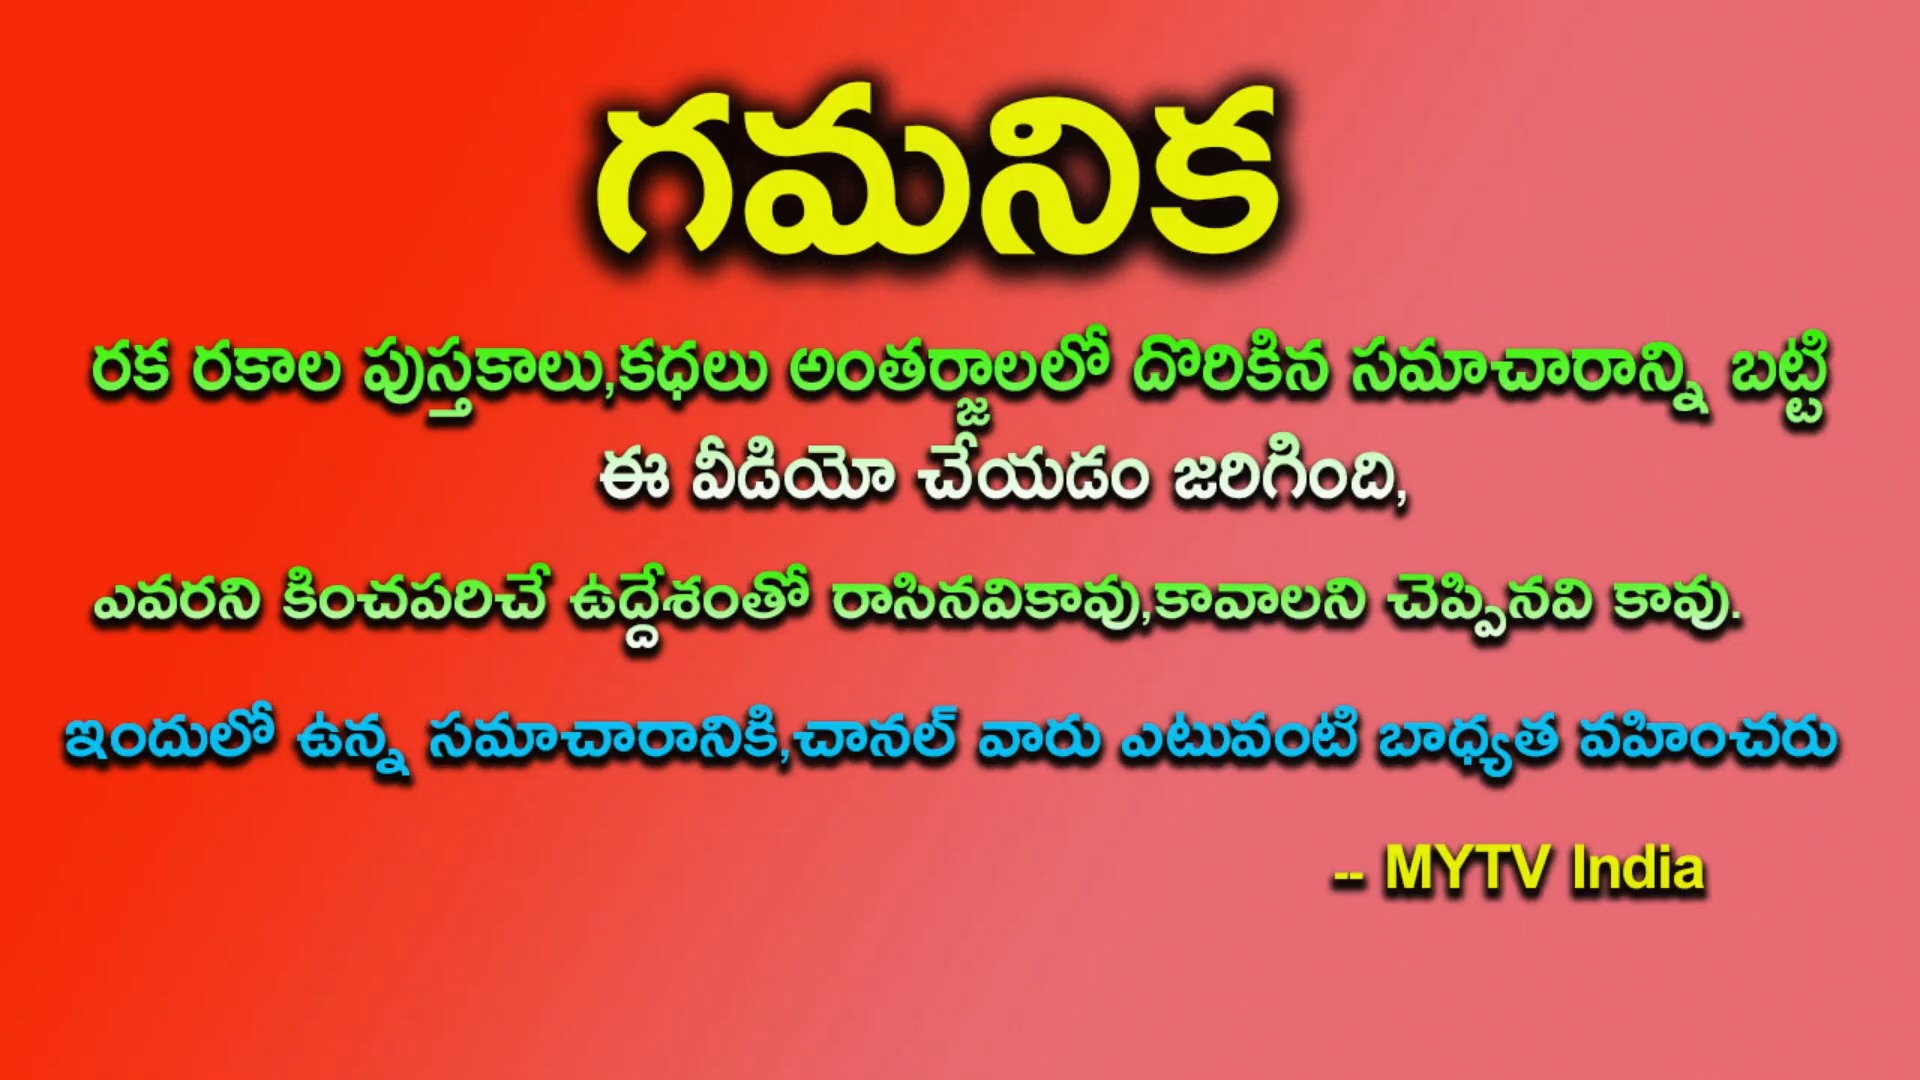 గమనిక
రక రకాల పుస్తకాలు,కధలు అంతర్జాలలో దొరికిన సమాచారాన్ని బట్టి
ఈ వీడియో చేయడం జరిగింది,
ఎవరని కించపరిచే ఉద్దేశంతో రాసినవికావు,కావాలని చెప్పినవి కావు.
ఇందులో ఉన్న సమాచారానికి,చానల్ వారు ఎటువంటి బాధ్యత వహించరు
-- MYTV India